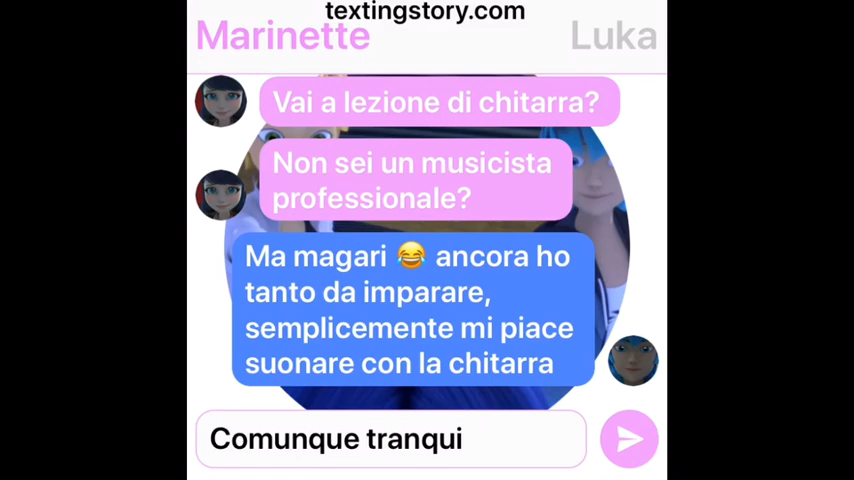 textingstory.com
Marinette
Luka
Vai a lezione di chitarra?
Non sei un musicista
professionale?
Ma magari 😂 ancora ho
tanto da imparare,
semplicemente mi piace
suonare con la chitarra
Comunque tranqui